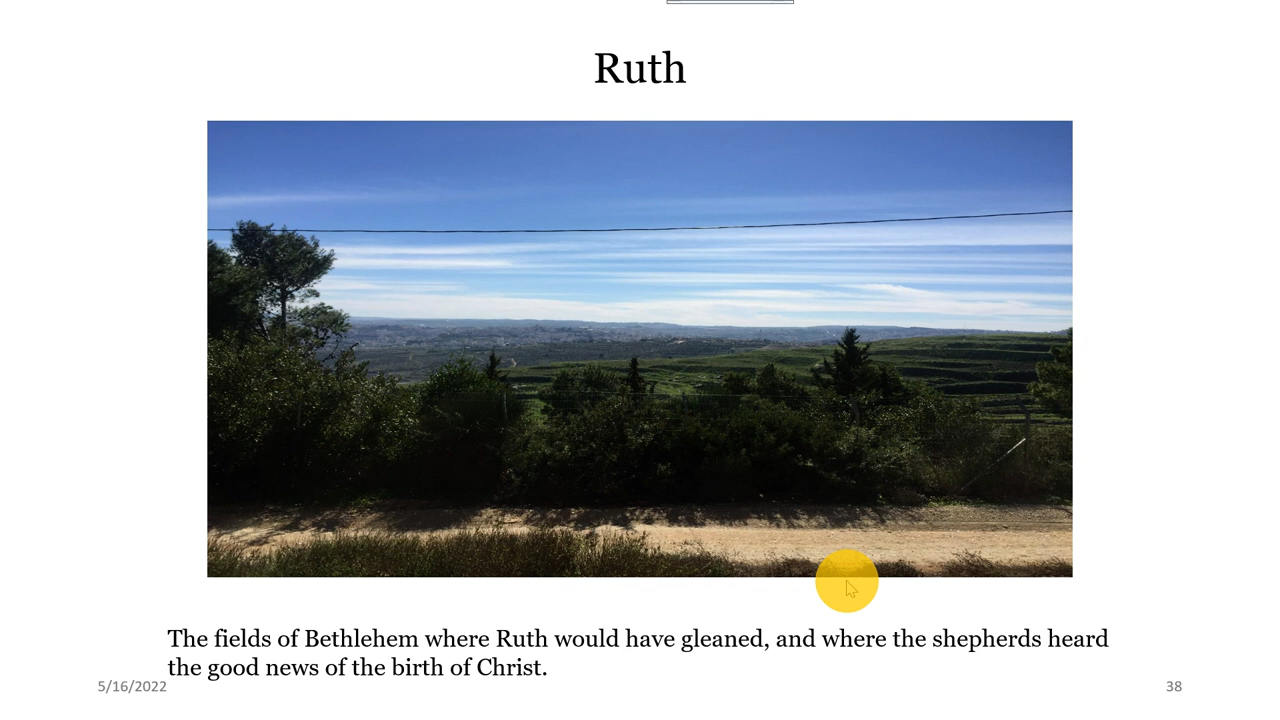 Ruth
The fields of Bethlehem where Ruth would have gleaned, and where the shepherds heard
the good news of the birth of Christ.
5/16/2022
38